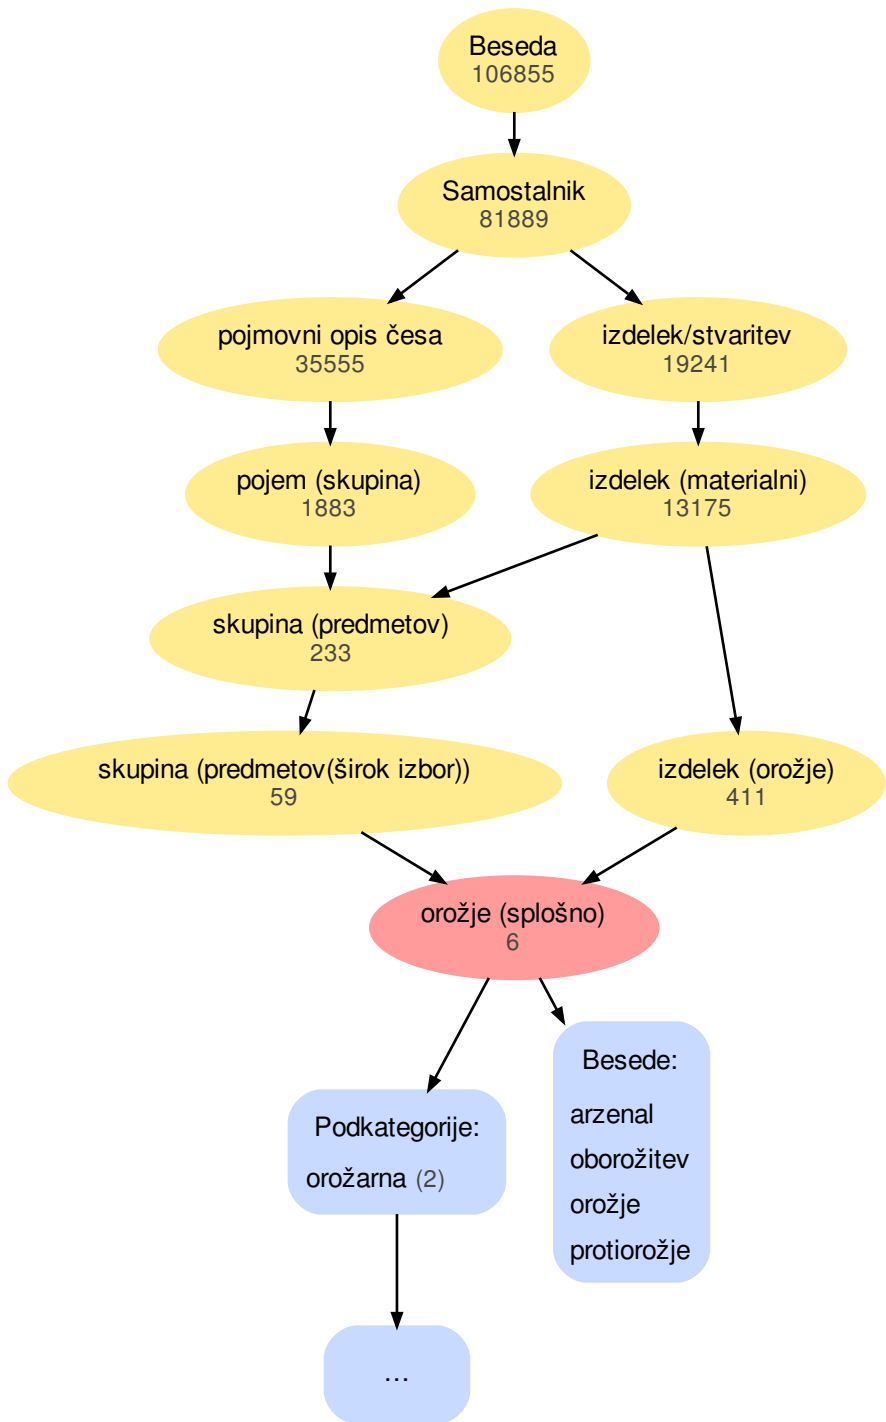 Beseda
106855
Samostalnik
81889
pojmovni opis česa
35555
izdelek/stvaritev
19241
pojem (skupina)
1883
izdelek (materialni)
13175
skupina (predmetov)
233
skupina (predmetov(širok izbor))
59
izdelek (orožje)
411
orožje (splošno)
6
Podkategorije:
orožarna (2)
Besede:
arzenal
oborožitev
orožje
protiorožje
…